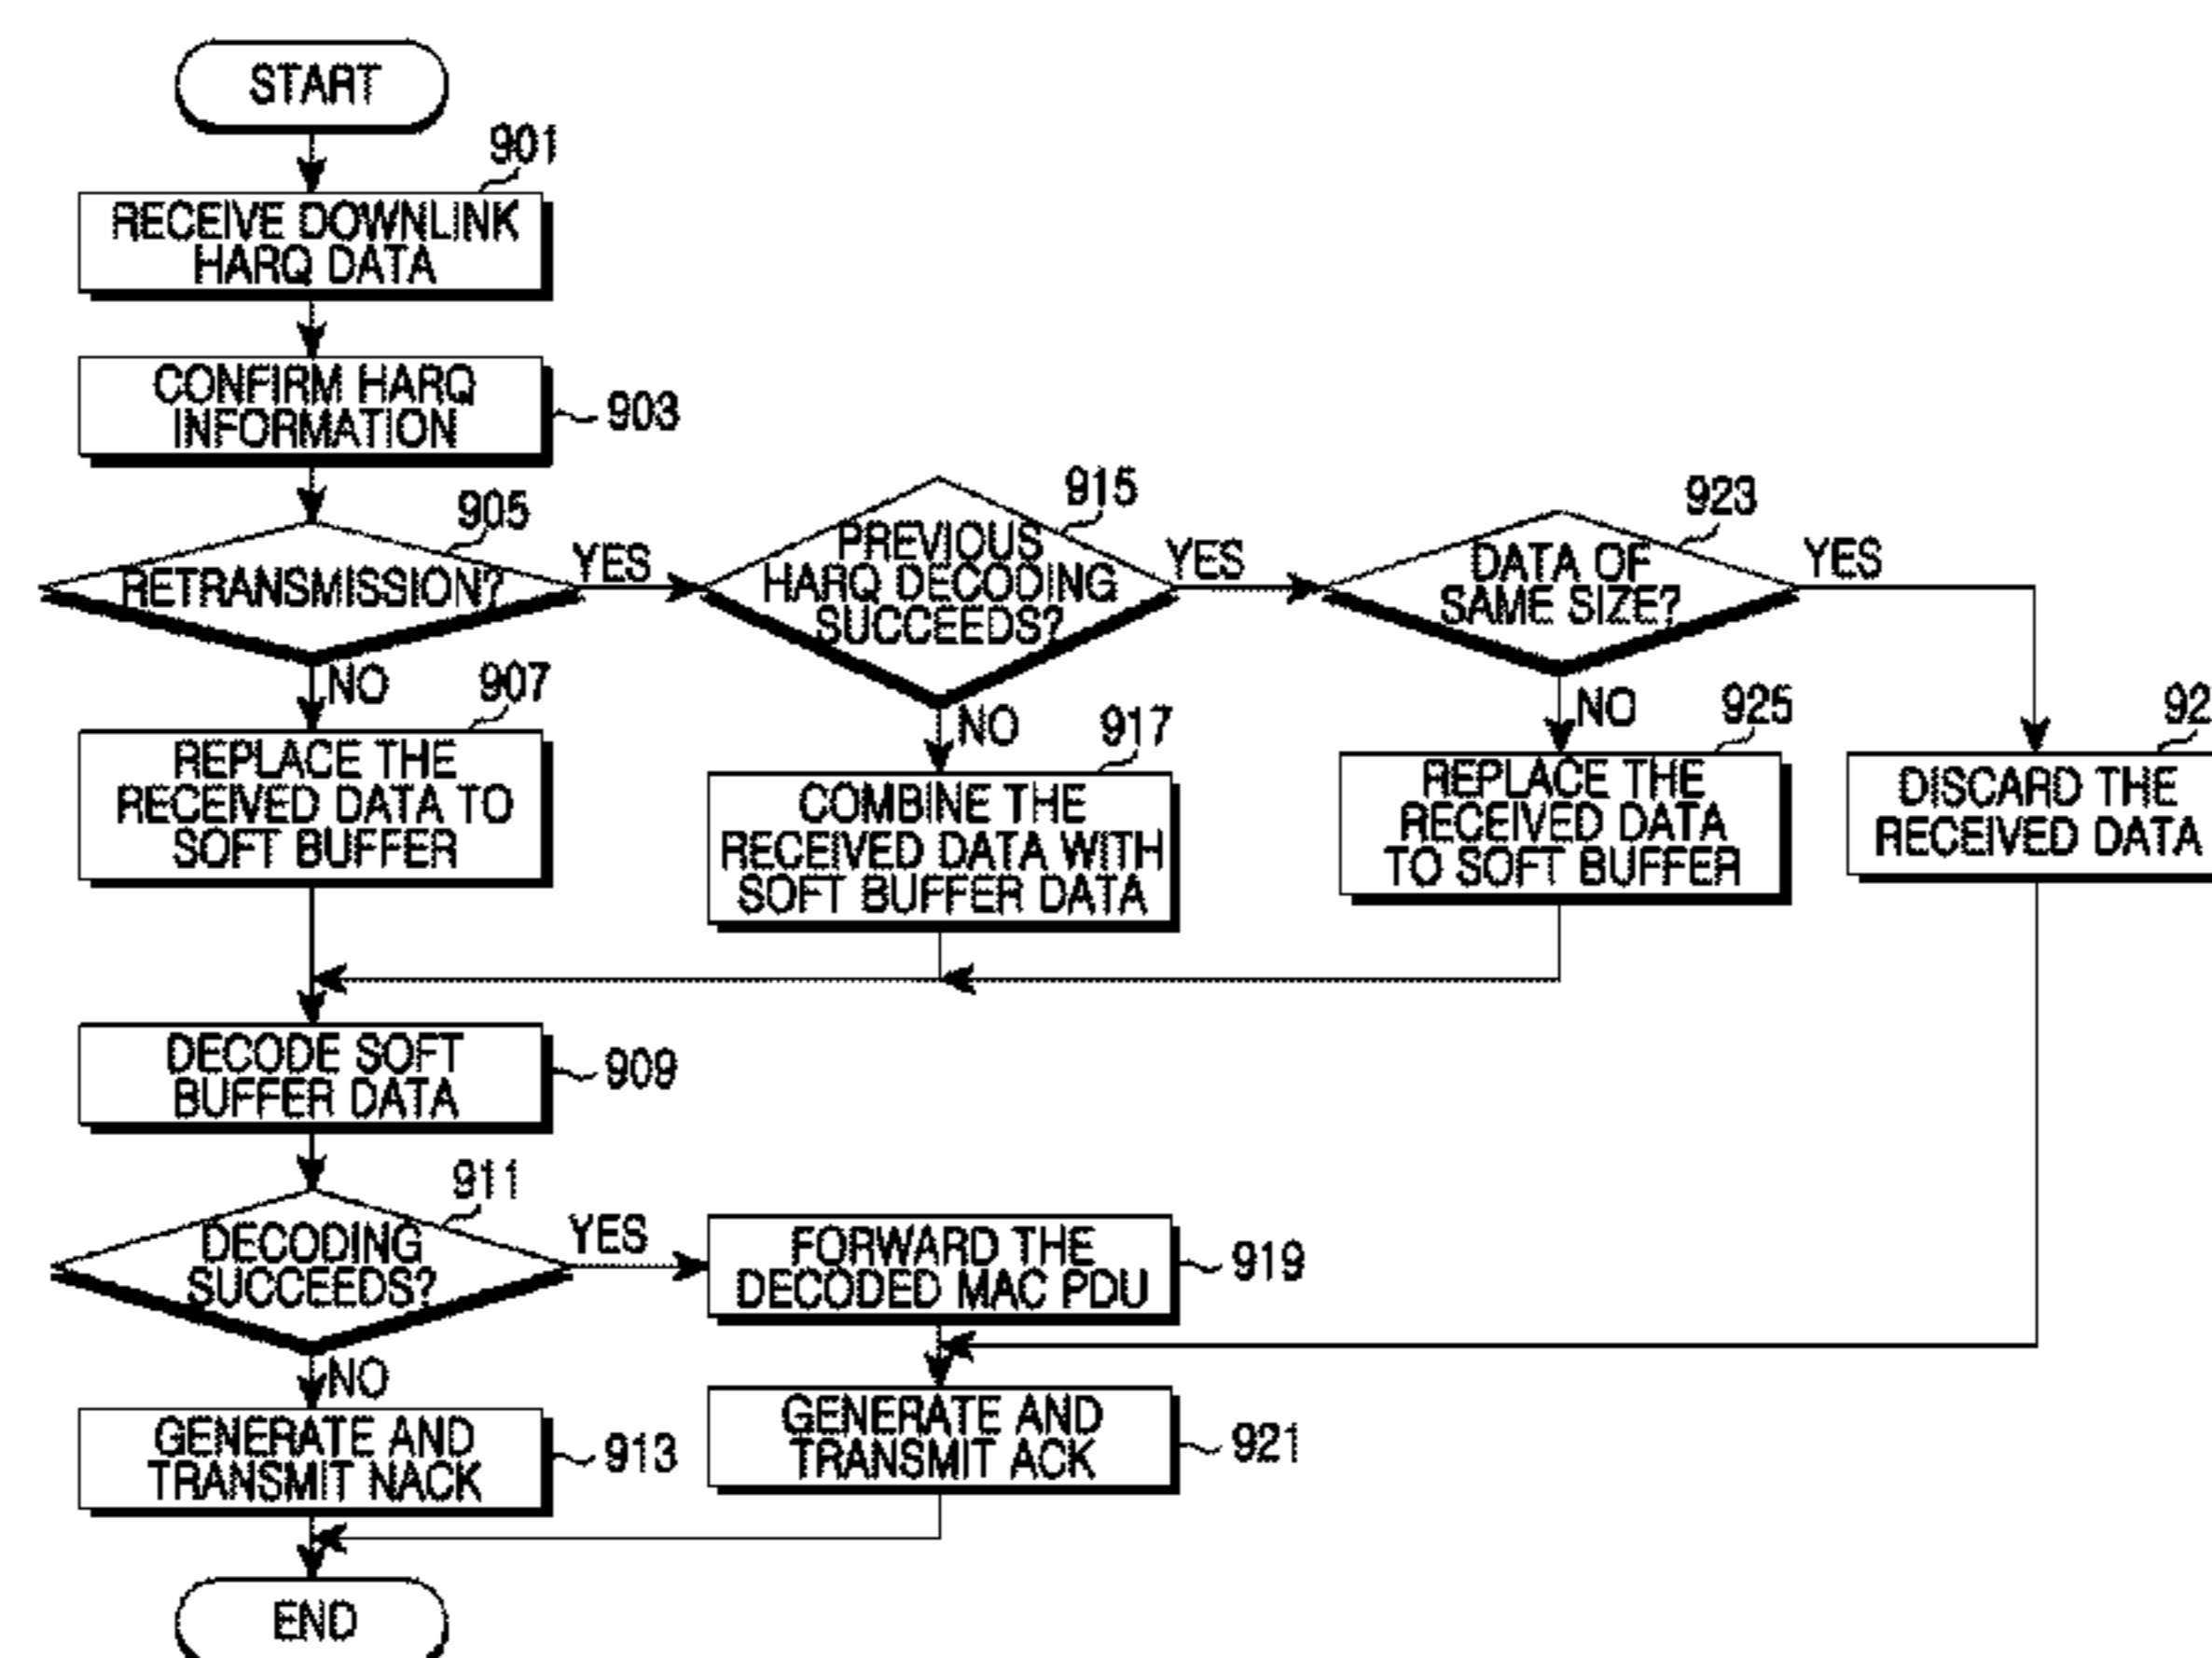 START
901
RECEIVE DOWNLINK
HARQ DATA
CONFIRM HARQ
INFORMATION
903
905
RETRANSMISSION?
YES
NO
915
PREVIOUS
HARQ DECODING
SUCCEEDS?
YES
NO
923
DATA OF
SAME SIZE?
YES
NO
907
REPLACE THE
RECEIVED DATA TO
SOFT BUFFER
917
COMBINE THE
RECEIVED DATA WITH
SOFT BUFFER DATA
925
REPLACE THE
RECEIVED DATA
TO SOFT BUFFER
DISCARD THE
RECEIVED DATA
DECODE SOFT
BUFFER DATA
909
911
DECODING
SUCCEEDS?
YES
NO
FORWARD THE
DECODED MAC PDU
919
GENERATE AND
TRANSMIT NACK
913
GENERATE AND
TRANSMIT ACK
921
END